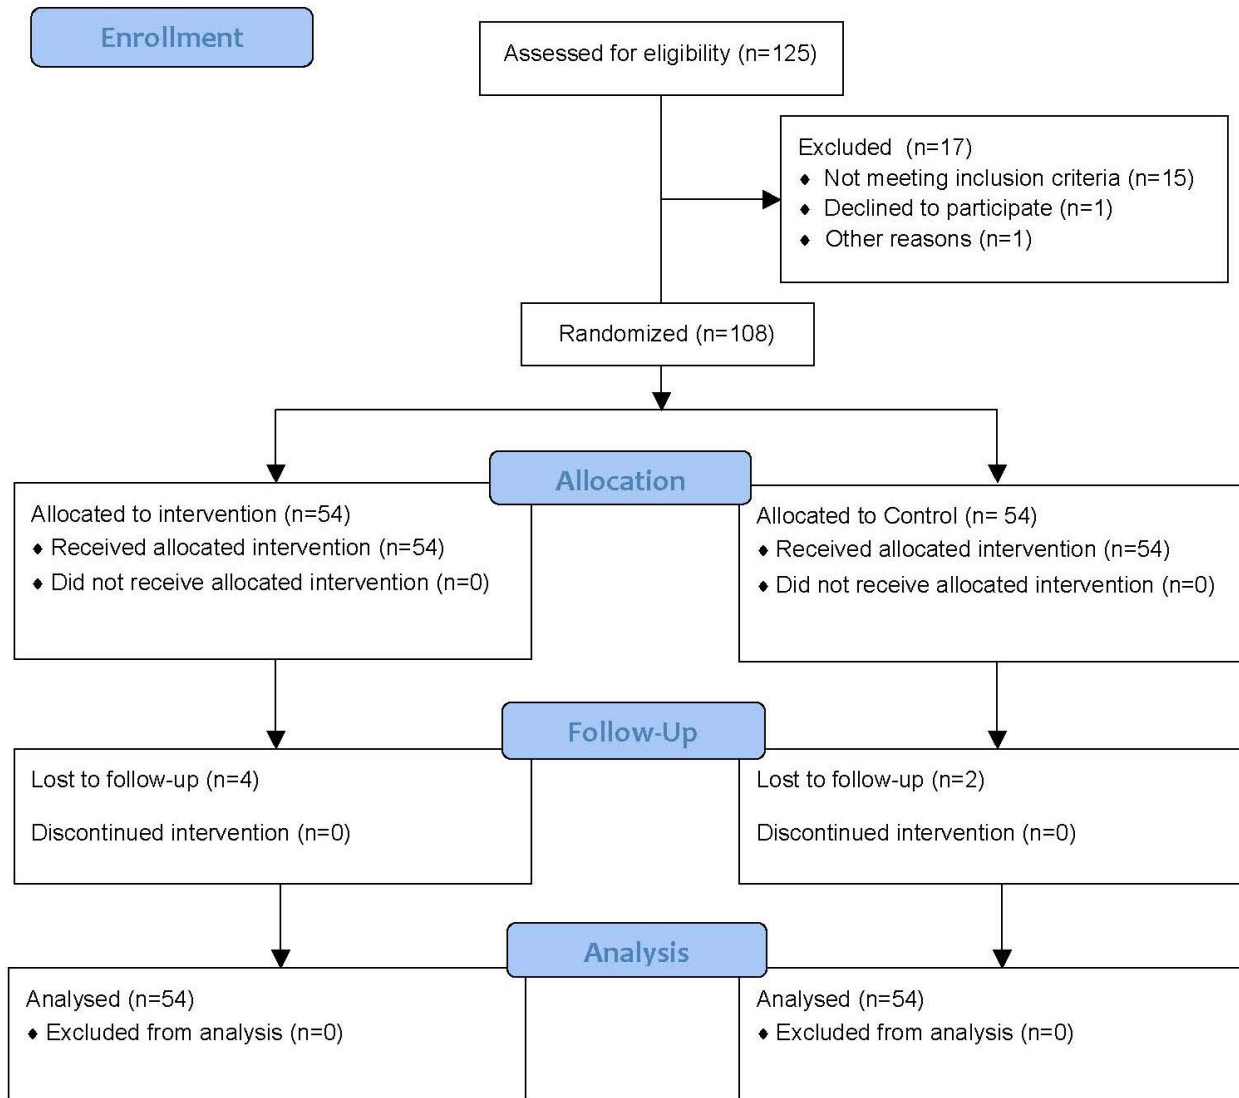 Enrollment
Assessed for eligibility (n=125)
Excluded  (n=17)
♦ Not meeting inclusion criteria (n=15)
♦ Declined to participate (n=1)
♦ Other reasons (n=1)
Randomized (n=108)
Allocation
Allocated to intervention (n=54)
♦ Received allocated intervention (n=54)
♦ Did not receive allocated intervention (n=0)
Allocated to Control (n= 54)
♦ Received allocated intervention (n=54)
♦ Did not receive allocated intervention (n=0)
Follow-Up
Lost to follow-up (n=4)
Discontinued intervention (n=0)
Lost to follow-up (n=2)
Discontinued intervention (n=0)
Analysis
Analysed (n=54)
♦ Excluded from analysis (n=0)
Analysed (n=54)
♦ Excluded from analysis (n=0)